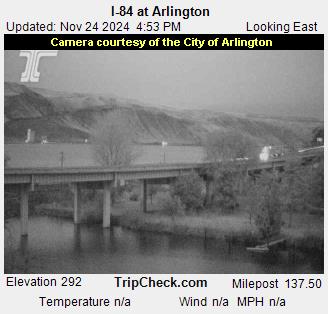 I-84 at Arlington
Updated: Nov 24 2024 4:53 PM Looking East
Camera courtesy of the City of Arlington
Elevation 292 TripCheck.com Milepost 137.50
Temperature n/a Wind n/a MPH n/a